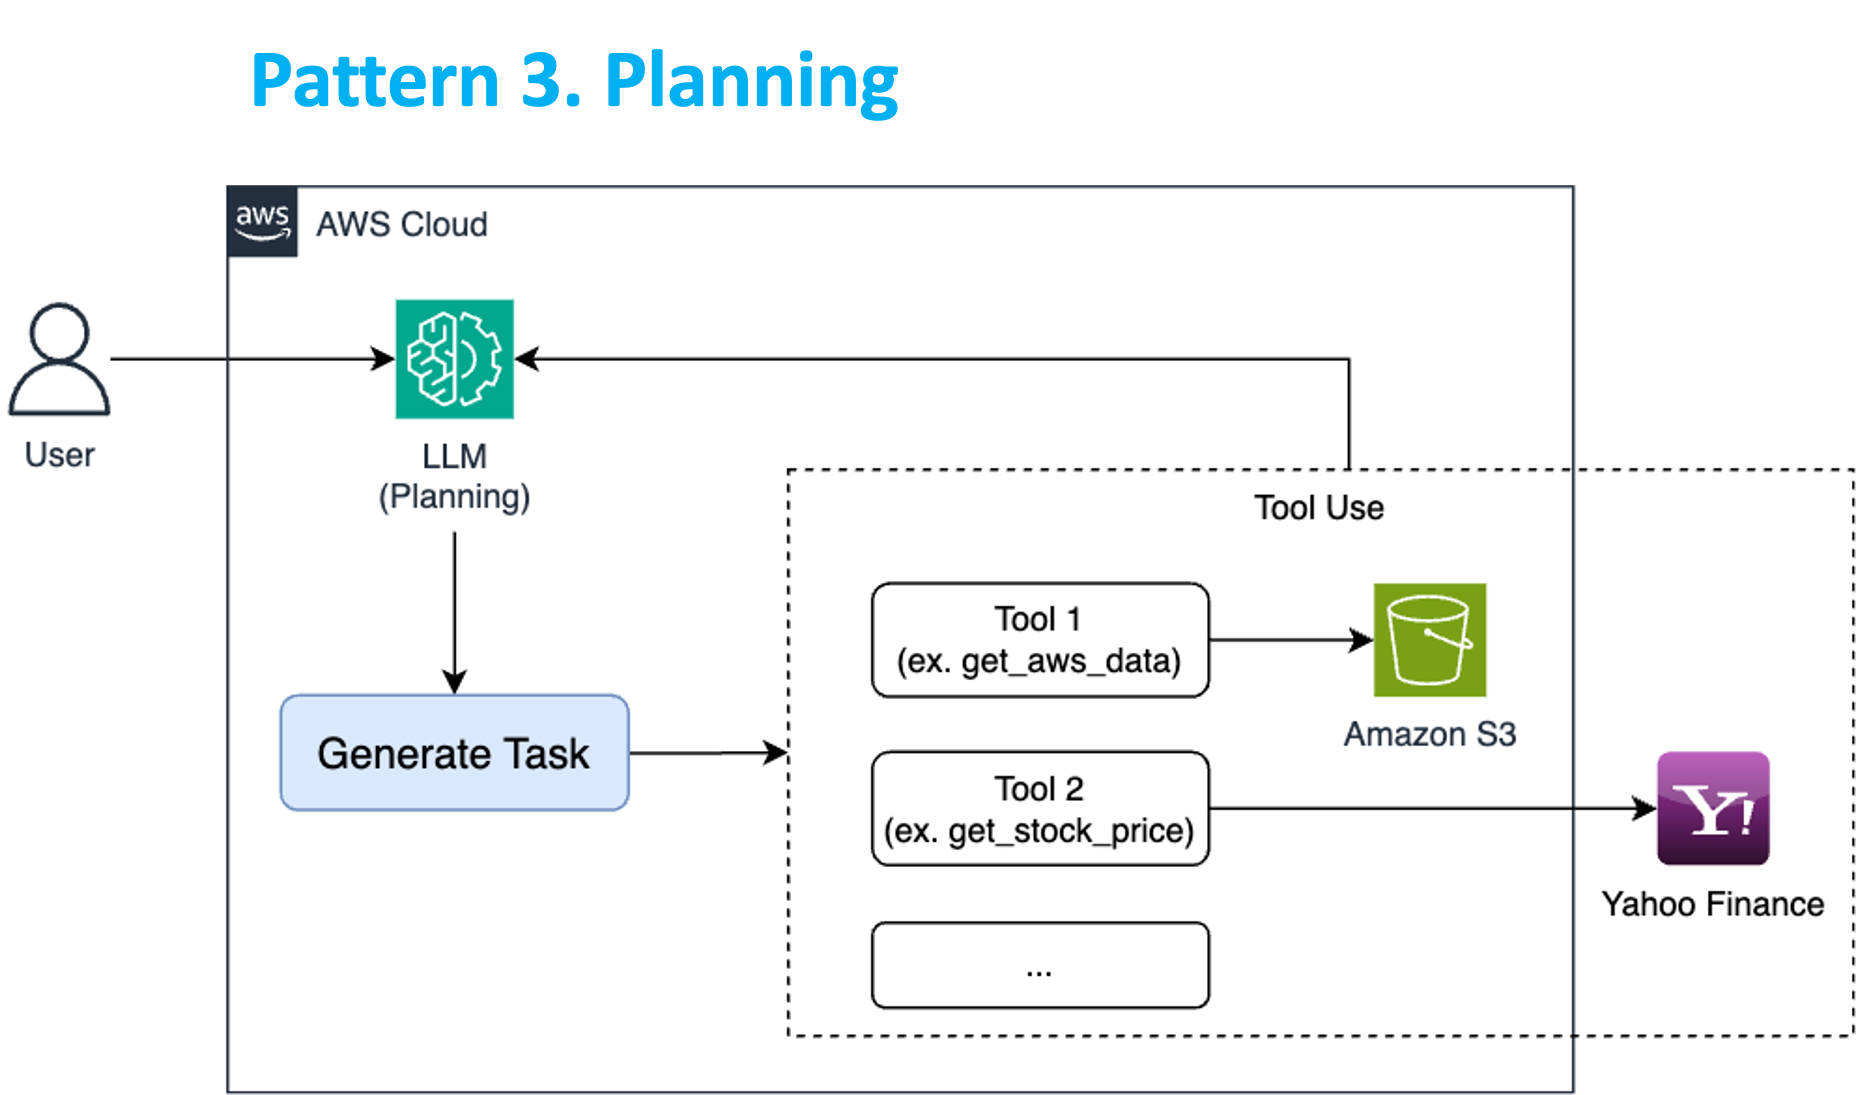 Pattern 3. Planning
aws
AWS Cloud
User
LLM
(Planning)
Tool Use
Tool 1
(ex. get_aws_data)
Amazon S3
Generate Task
Tool 2
(ex. get_stock_price)
Y!
Yahoo Finance
...